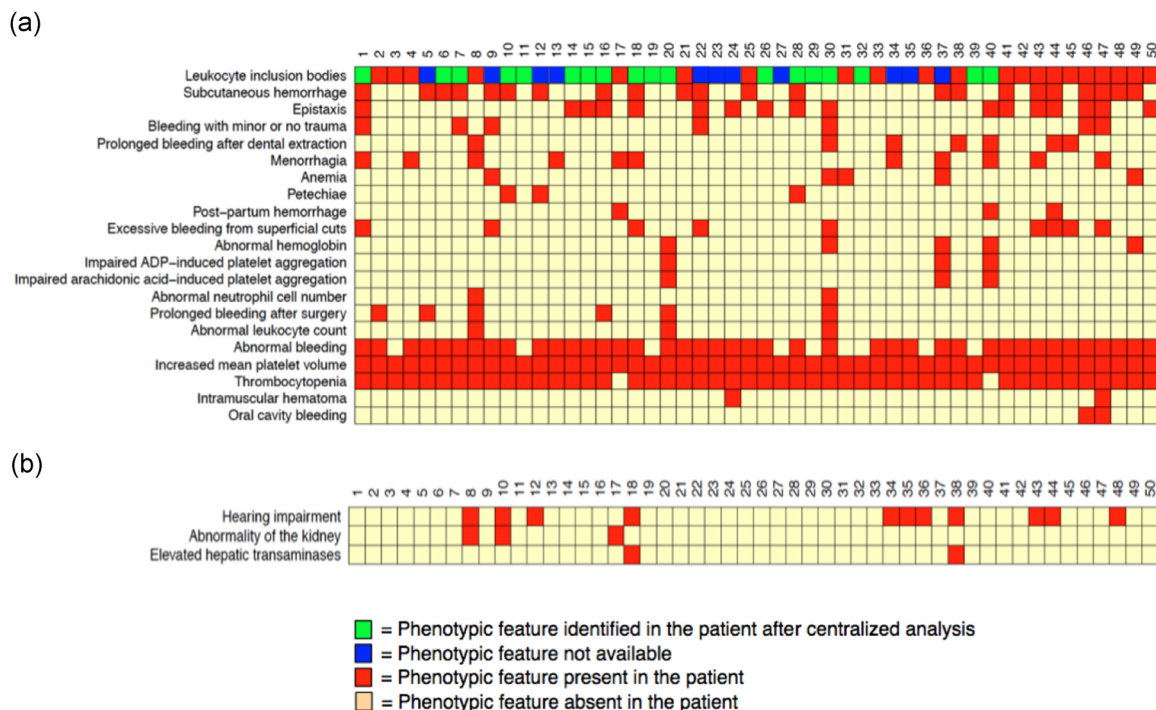 (a)
1 2 3 4 5 6 7 8 9 10 11 12 13 14 15 16 17 18 19 20 21 22 23 24 25 26 27 28 29 30 31 32 33 34 35 36 37 38 39 40 41 42 43 44 45 46 47 48 49 50
Leukocyte inclusion bodies
Subcutaneous hemorrhage
Epistaxis
Bleeding with minor or no trauma
Prolonged bleeding after dental extraction
Menorrhagia
Anemia
Petechiae
Post-partum hemorrhage
Excessive bleeding from superficial cuts
Abnormal hemoglobin
Impaired ADP-induced platelet aggregation
Impaired arachidonic acid-induced platelet aggregation
Abnormal neutrophil cell number
Prolonged bleeding after surgery
Abnormal leukocyte count
Abnormal bleeding
Increased mean platelet volume
Thrombocytopenia
Intramuscular hematoma
Oral cavity bleeding
(b)
1 2 3 4 5 6 7 8 9 10 11 12 13 14 15 16 17 18 19 20 21 22 23 24 25 26 27 28 29 30 31 32 33 34 35 36 37 38 39 40 41 42 43 44 45 46 47 48 49 50
Hearing impairment
Abnormality of the kidney
Elevated hepatic transaminases
= Phenotypic feature identified in the patient after centralized analysis
= Phenotypic feature not available
= Phenotypic feature present in the patient
= Phenotypic feature absent in the patient